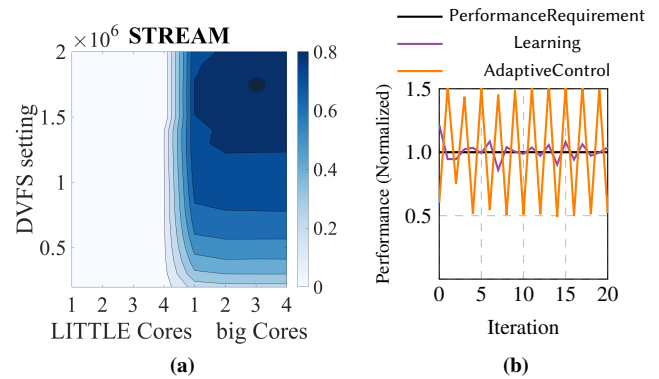 ×10⁶ STREAM
2
1.5
1
0.5
DVFS setting
1 2 3 4 1 2 3 4
LITTLE Cores big Cores
0.8
0.6
0.4
0.2
0
(a)
PerformanceRequirement
Learning
AdaptiveControl
1.5
1.0
0.5
Performance (Normalized)
0 5 10 15 20
Iteration
(b)